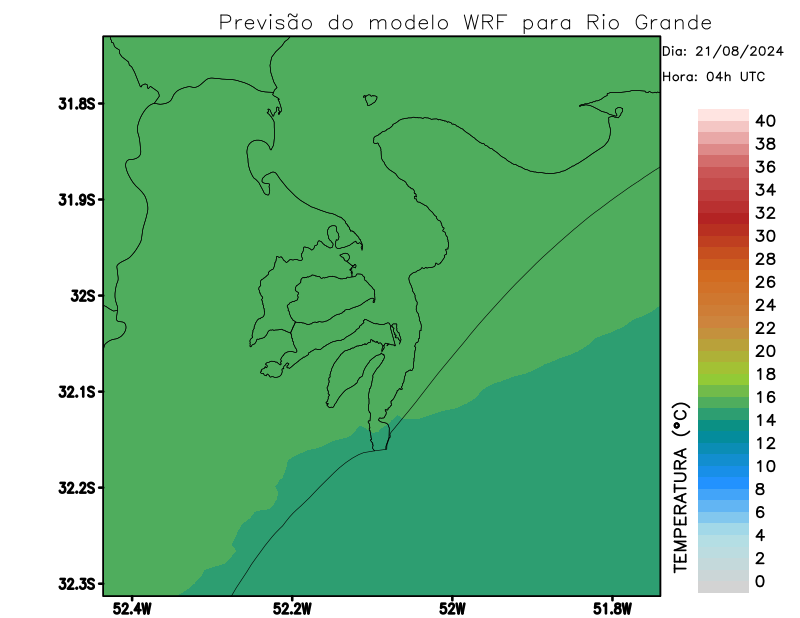 Previsão do modelo WRF para Rio Grande
Dia: 21/08/2024
Hora: 04h UTC
31.8S
31.9S
32S
32.1S
32.2S
32.3S
52.4W
52.2W
52W
51.8W
TEMPERATURA (°C)
40
38
36
34
32
30
28
26
24
22
20
18
16
14
12
10
8
6
4
2
0